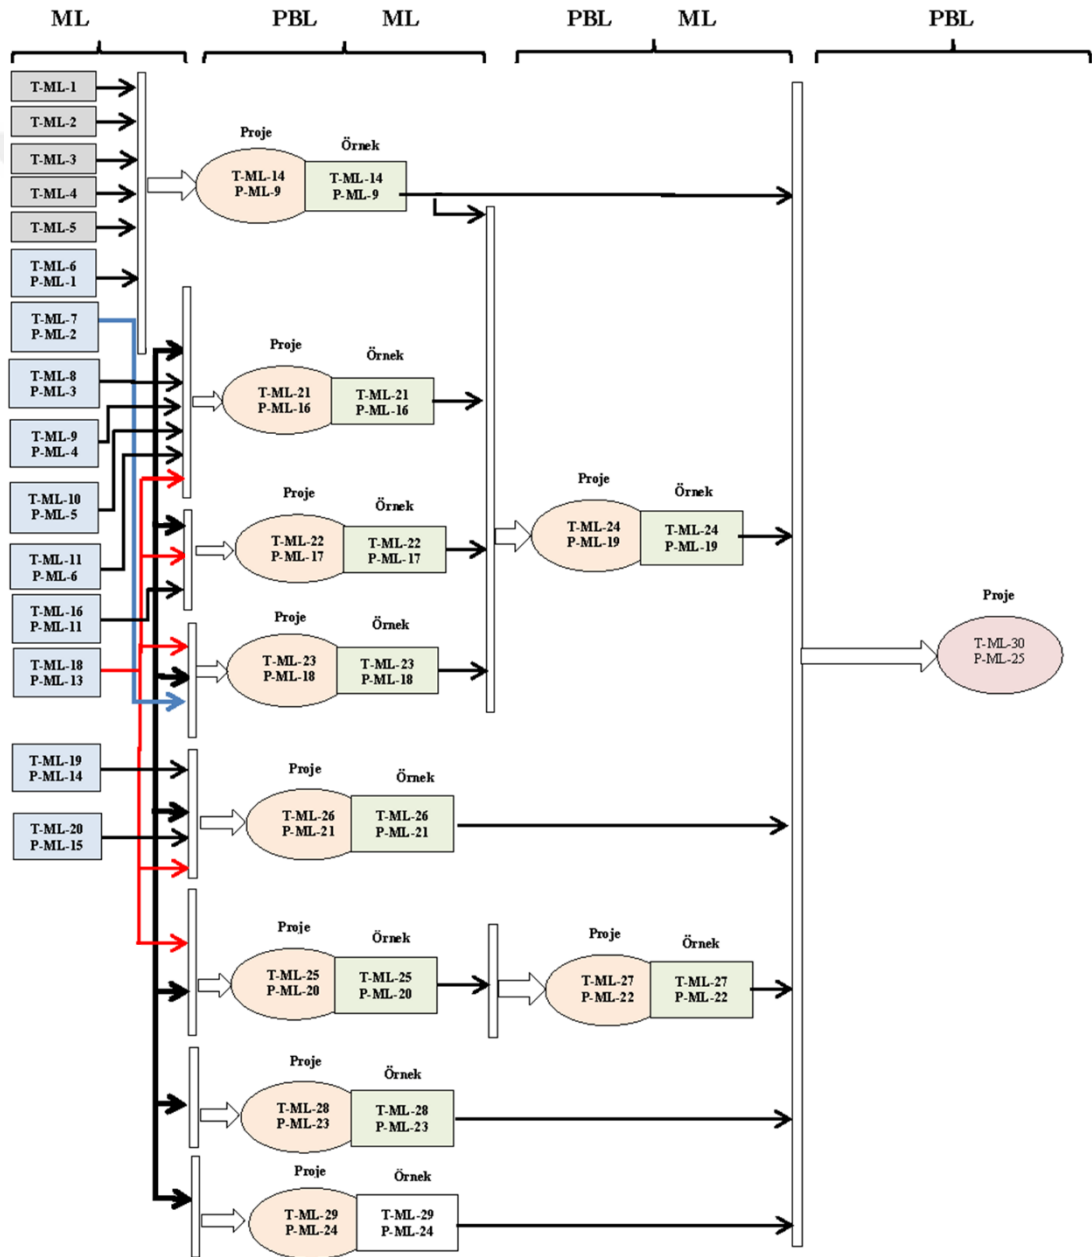 ML
PBL
ML
PBL
ML
PBL
T-ML-1
T-ML-2
T-ML-3
T-ML-4
T-ML-5
T-ML-6
P-ML-1
T-ML-7
P-ML-2
T-ML-8
P-ML-3
T-ML-9
P-ML-4
T-ML-10
P-ML-5
T-ML-11
P-ML-6
T-ML-16
P-ML-11
T-ML-18
P-ML-13
T-ML-19
P-ML-14
T-ML-20
P-ML-15
Proje
Örnek
T-ML-14
P-ML-9
T-ML-14
P-ML-9
Proje
Örnek
T-ML-21
P-ML-16
T-ML-21
P-ML-16
Proje
Örnek
T-ML-22
P-ML-17
T-ML-22
P-ML-17
Proje
Örnek
T-ML-23
P-ML-18
T-ML-23
P-ML-18
Proje
Örnek
T-ML-26
P-ML-21
T-ML-26
P-ML-21
Proje
Örnek
T-ML-25
P-ML-20
T-ML-25
P-ML-20
Proje
Örnek
T-ML-28
P-ML-23
T-ML-28
P-ML-23
Proje
Örnek
T-ML-29
P-ML-24
T-ML-29
P-ML-24
Proje
Örnek
T-ML-24
P-ML-19
T-ML-24
P-ML-19
Proje
Örnek
T-ML-27
P-ML-22
T-ML-27
P-ML-22
Proje
T-ML-30
P-ML-25